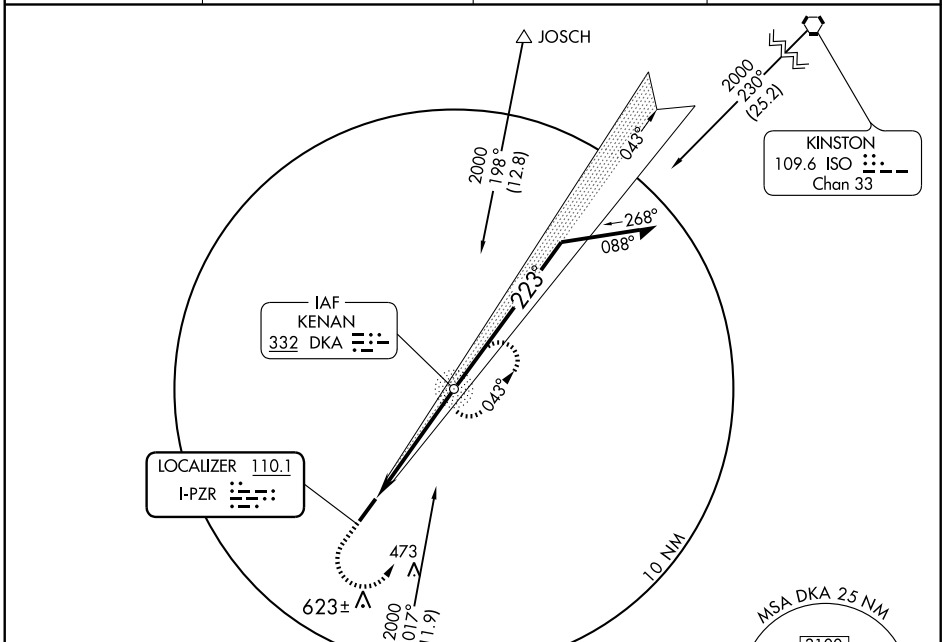 JOSCH
2000
198°
(12.8)
2000
230°
(25.2)
KINSTON
109.6 ISO
Chan 33
043°
268°
088°
223°
IAF
KENAN
332 DKA
043°
LOCALIZER 110.1
I-PZR
473
623±
2000
017°
10 NM
MSA DKA 25 NM